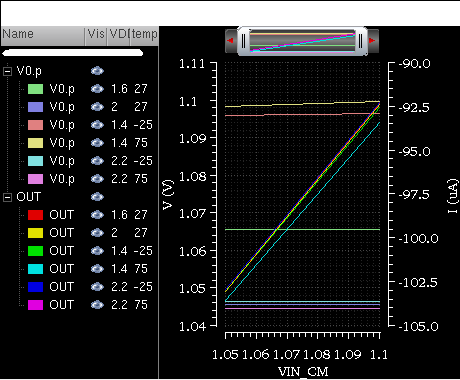 Name Vis VDD temp
V0.p
V0.p 1.6 27
V0.p 2 27
V0.p 1.4 -25
V0.p 1.4 75
V0.p 2.2 -25
V0.p 2.2 75
OUT
OUT 1.6 27
OUT 2 27
OUT 1.4 -25
OUT 1.4 75
OUT 2.2 -25
OUT 2.2 75
V (V)
1.11
1.1
1.09
1.08
1.07
1.06
1.05
1.04
1.05 1.06 1.07 1.08 1.09 1.1
VIN_CM
-90.0
-92.5
-95.0
-97.5
-100.0
-102.5
-105.0
I (uA)